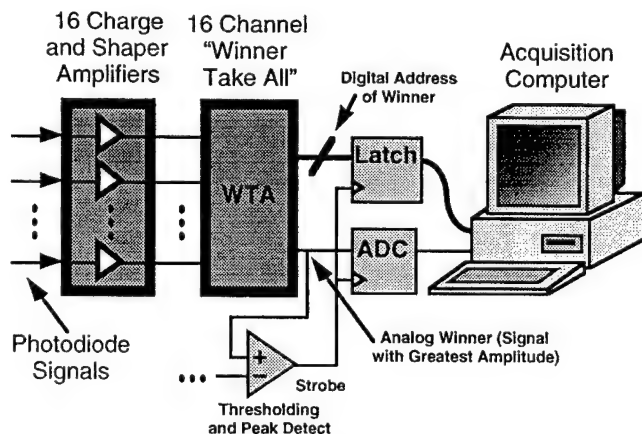 16 Charge
and Shaper
Amplifiers
16 Channel
“Winner
Take All”
Digital Address
of Winner
Acquisition
Computer
Latch
WTA
ADC
Photodiode
Signals
+
−
Strobe
Analog Winner (Signal
with Greatest Amplitude)
Thresholding
and Peak Detect